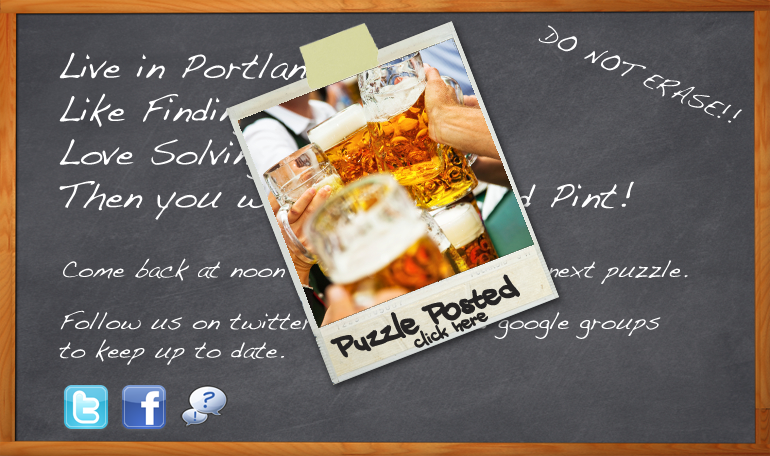 Live in Portlan
DO NOT ERASE!!
Like Findin
Love Solvin
Then you w d Pint!
Come back at noon next puzzle.
Follow us on twitter google groups
to keep up to date.
Puzzle Posted
click here